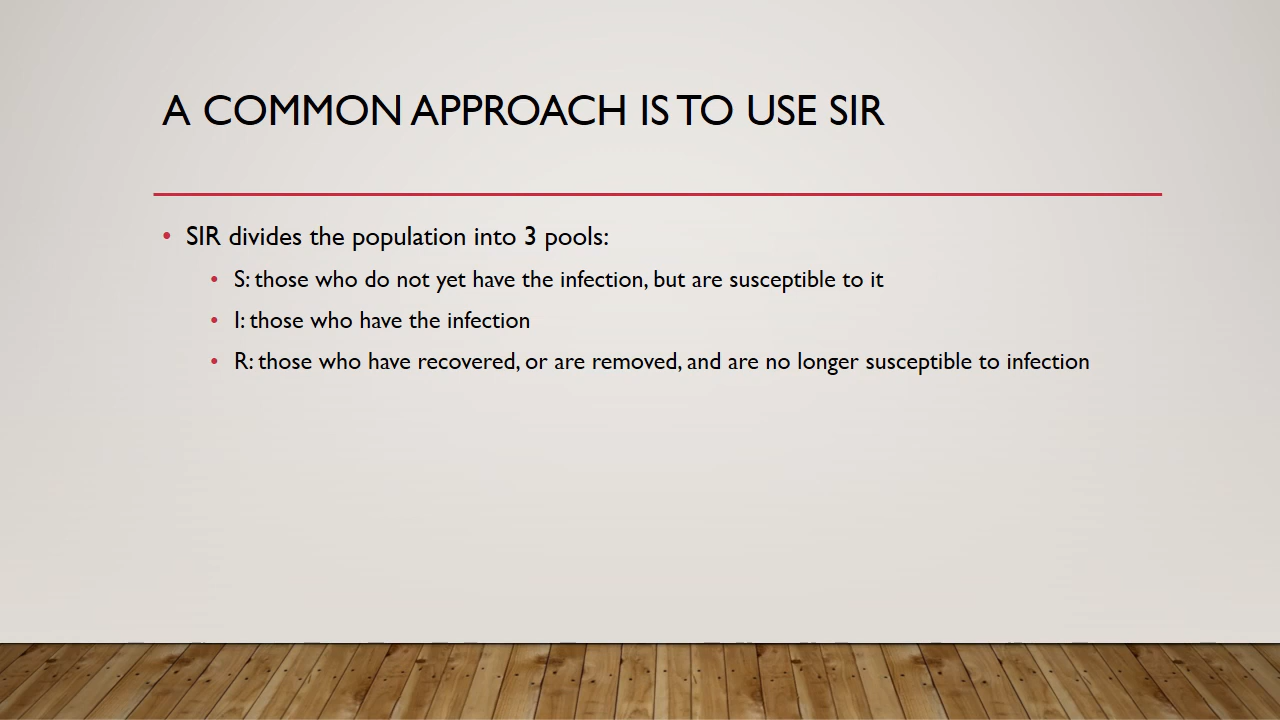 A COMMON APPROACH IS TO USE SIR
• SIR divides the population into 3 pools:
• S: those who do not yet have the infection, but are susceptible to it
• I: those who have the infection
• R: those who have recovered, or are removed, and are no longer susceptible to infection